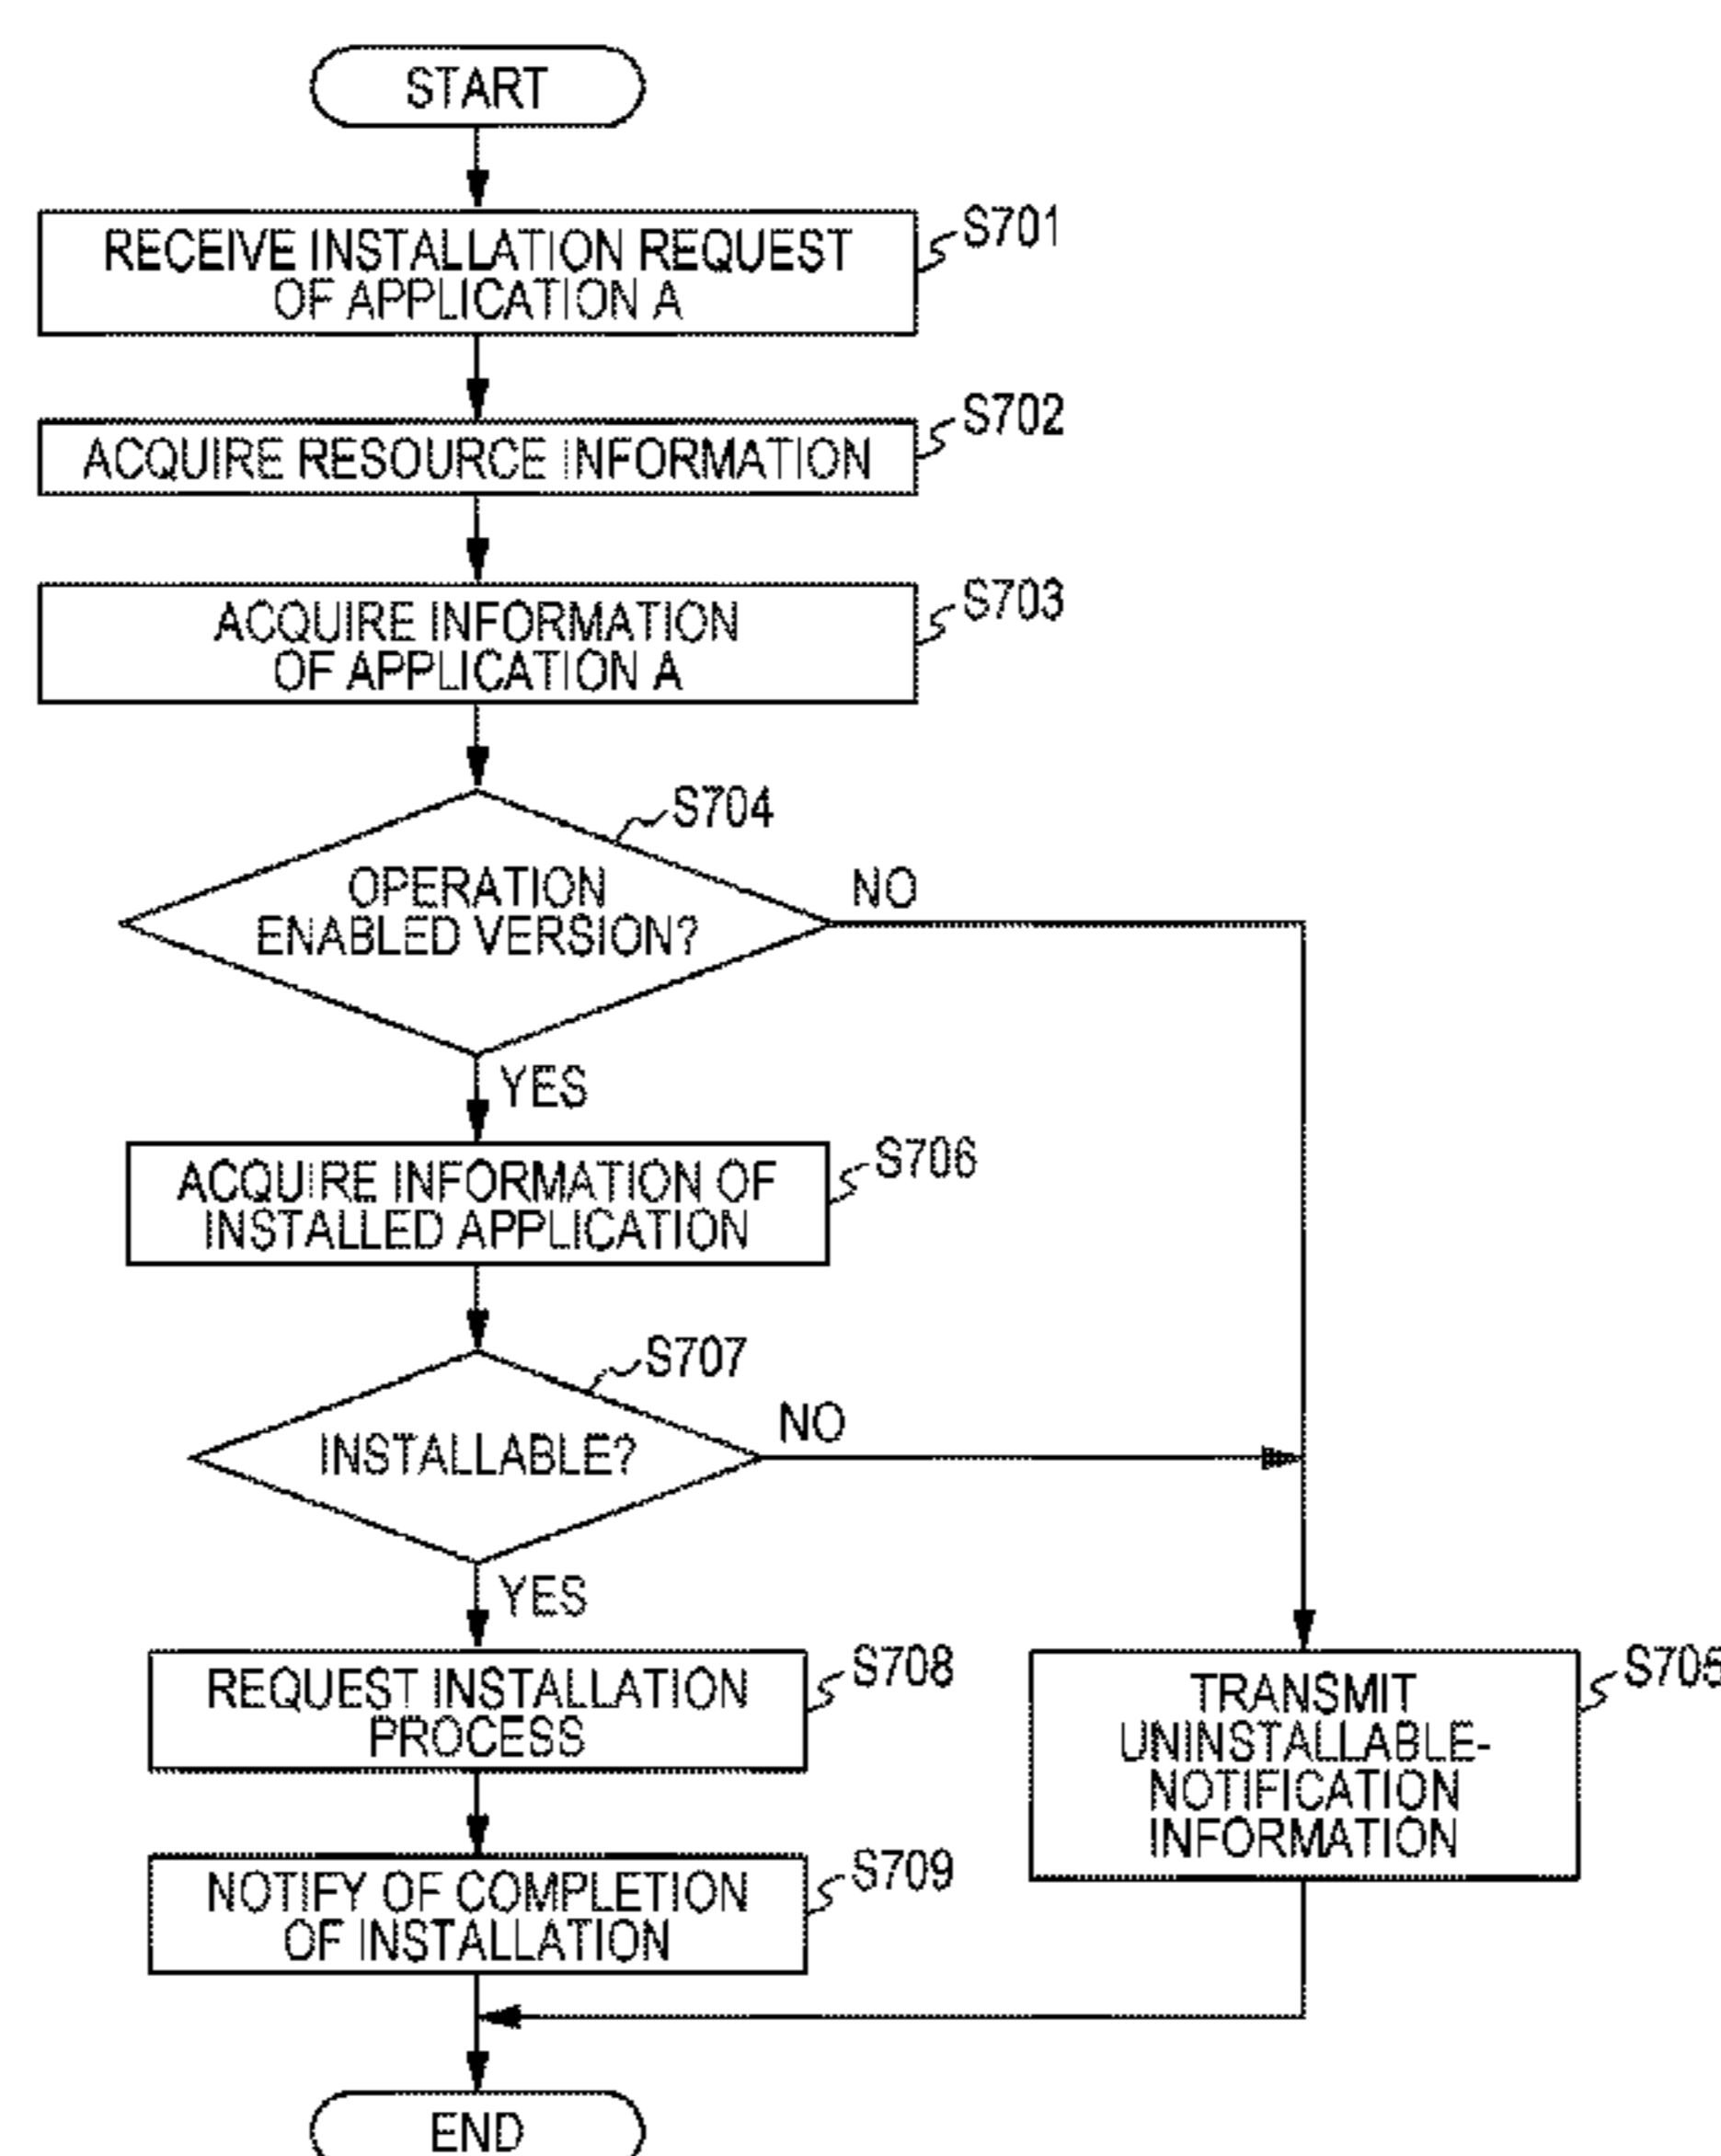 START
RECEIVE INSTALLATION REQUEST
OF APPLICATION A
S701
ACQUIRE RESOURCE INFORMATION
S702
ACQUIRE INFORMATION
OF APPLICATION A
S703
S704
OPERATION
ENABLED VERSION?
NO
YES
ACQUIRE INFORMATION OF
INSTALLED APPLICATION
S706
S707
INSTALLABLE?
NO
YES
REQUEST INSTALLATION
PROCESS
S708
TRANSMIT
UNINSTALLABLE-
NOTIFICATION
INFORMATION
S705
NOTIFY OF COMPLETION
OF INSTALLATION
S709
END